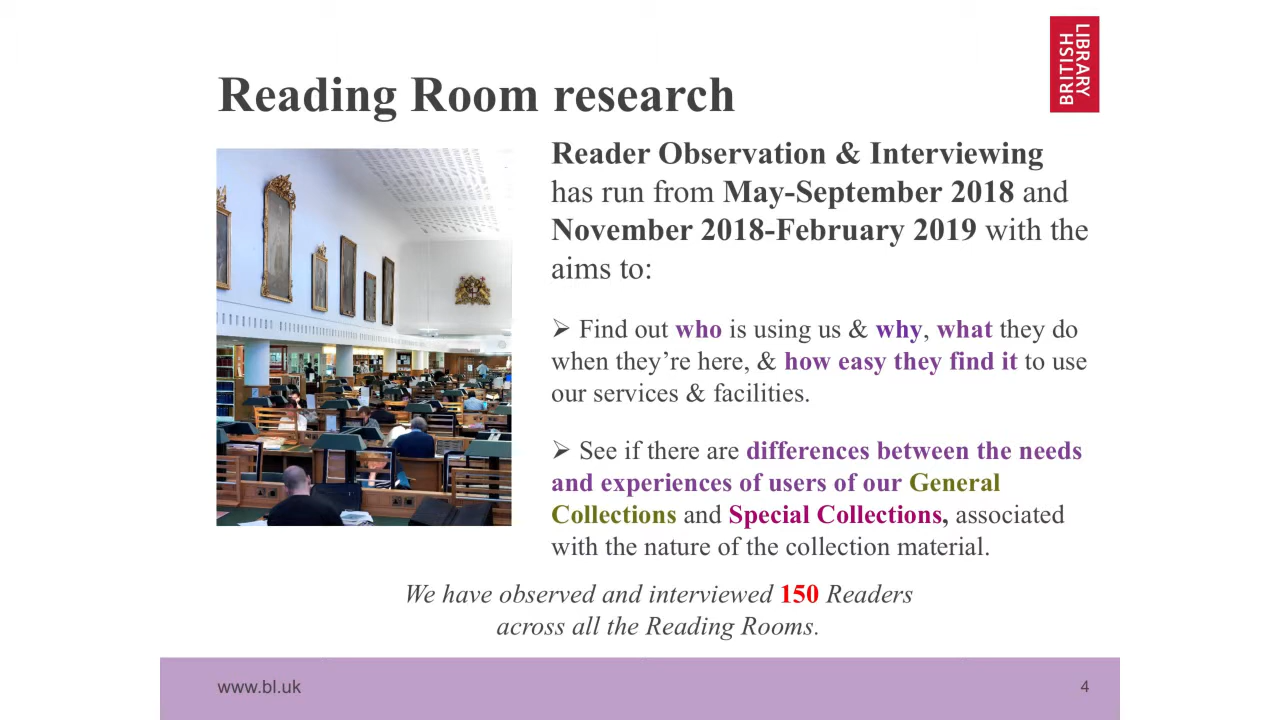 LIBRARY
BRITISH
Reading Room research
Reader Observation & Interviewing
has run from May-September 2018 and
November 2018-February 2019 with the
aims to:
➢ Find out who is using us & why, what they do
when they’re here, & how easy they find it to use
our services & facilities.
➢ See if there are differences between the needs
and experiences of users of our General
Collections and Special Collections, associated
with the nature of the collection material.
We have observed and interviewed 150 Readers
across all the Reading Rooms.
www.bl.uk
4